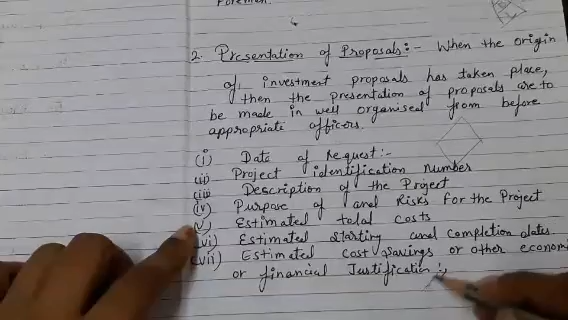 Foremen.
2. Presentation of Proposals:- When the origin
of investment proposals has taken place,
then the presentation of proposals are to
be made in well organised from before
appropriate officers.
(i) Date of Request:-
(ii) Project identification number
(iii) Description of the Project
(iv) Purpose of and Risks for the Project
(v) Estimated total costs
(vi) Estimated starting and completion dates
(vii) Estimated cost savings or other econom
or financial Justification: